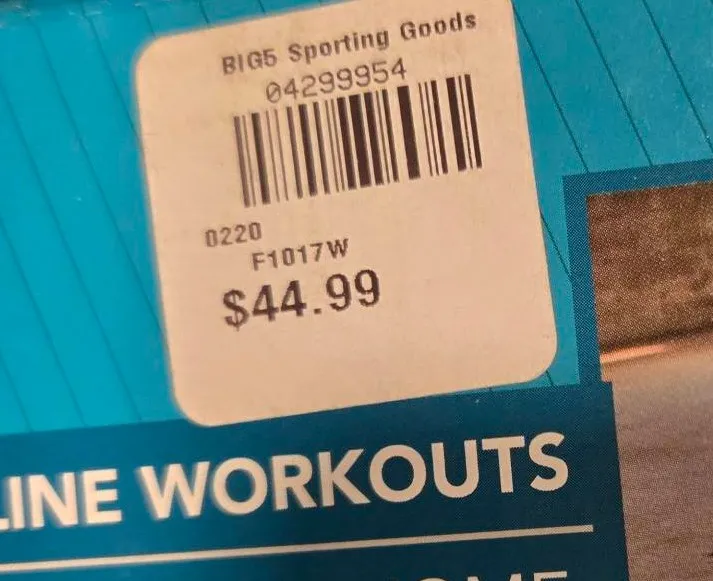 BIG5 Sporting Goods
04299954
0220
F1017W
$44.99
LINE WORKOUTS